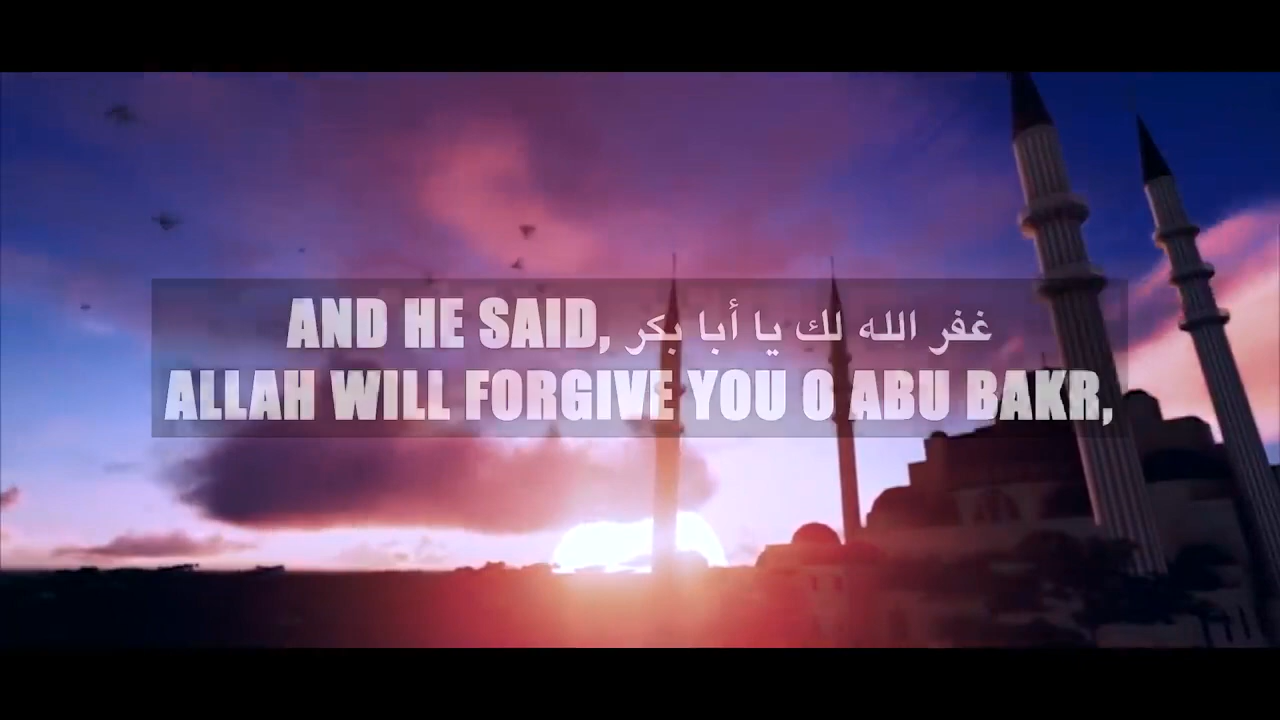 AND HE SAID, غفر الله لك يا أبا بكر
ALLAH WILL FORGIVE YOU O ABU BAKR,